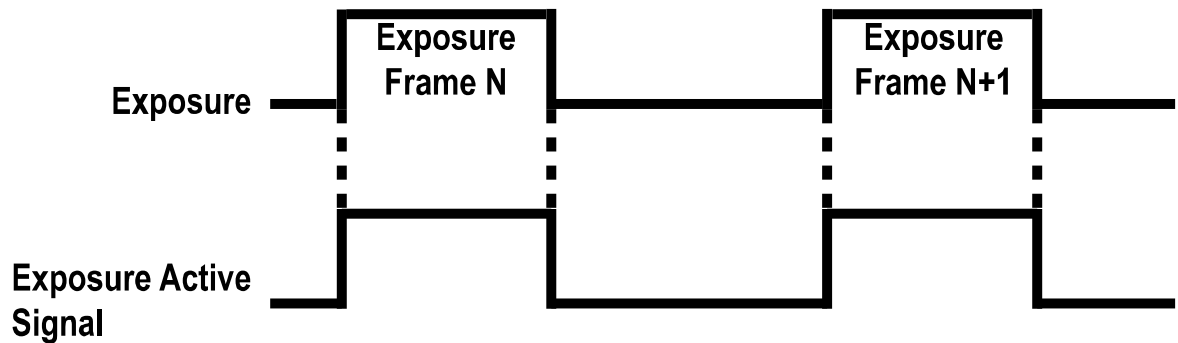 Exposure
Frame N
Exposure
Frame N+1
Exposure
Exposure Active
Signal